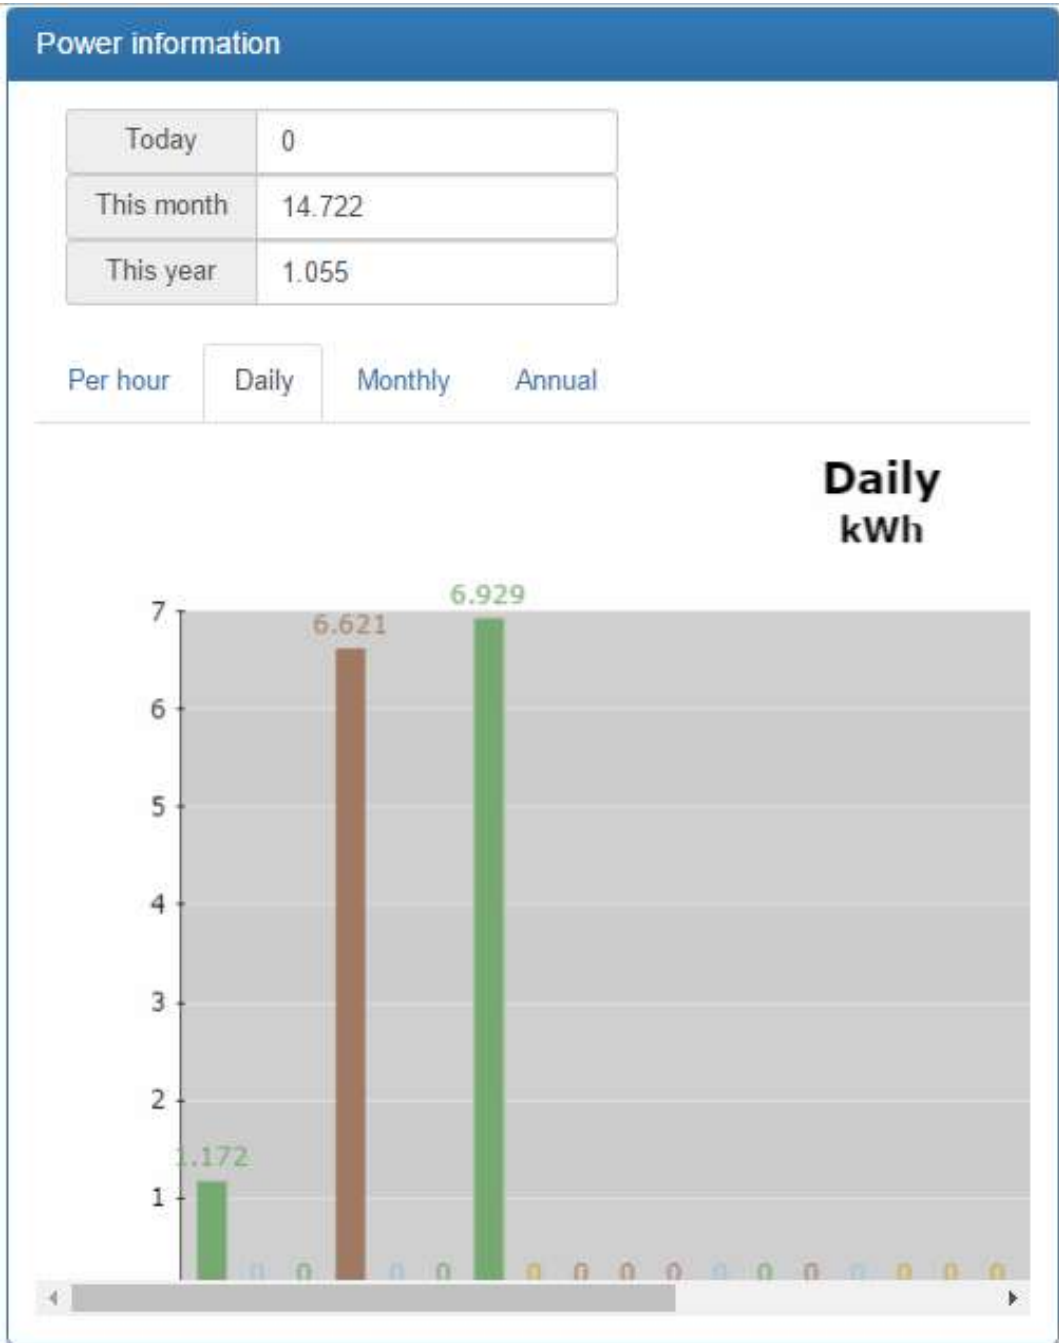 Power information
Today 0
This month 14.722
This year 1.055
Per hour Daily Monthly Annual
Daily
kWh
6.929
7
6.621
6
5
4
3
2
1.172
1
0 0 0 0 0 0 0 0 0 0 0 0 0 0 0